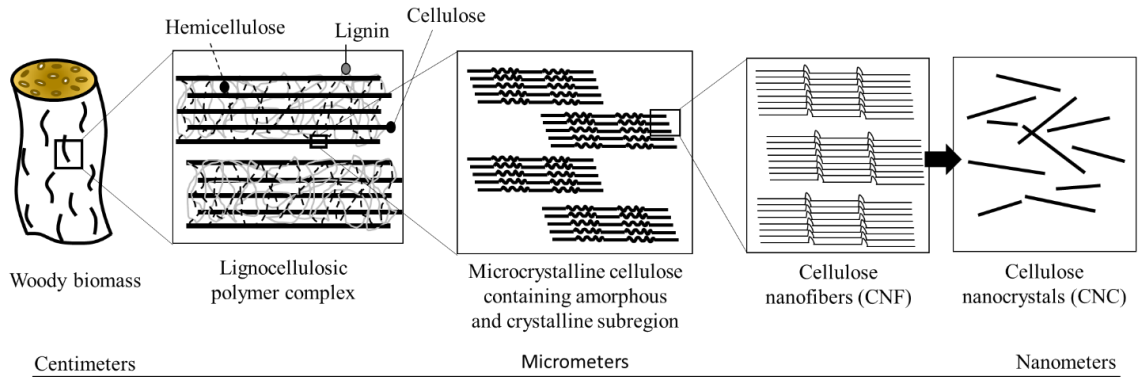 Hemicellulose
Lignin
Cellulose
Woody biomass
Lignocellulosic
polymer complex
Microcrystalline cellulose
containing amorphous
and crystalline subregion
Cellulose
nanofibers (CNF)
Cellulose
nanocrystals (CNC)
Centimeters
Micrometers
Nanometers